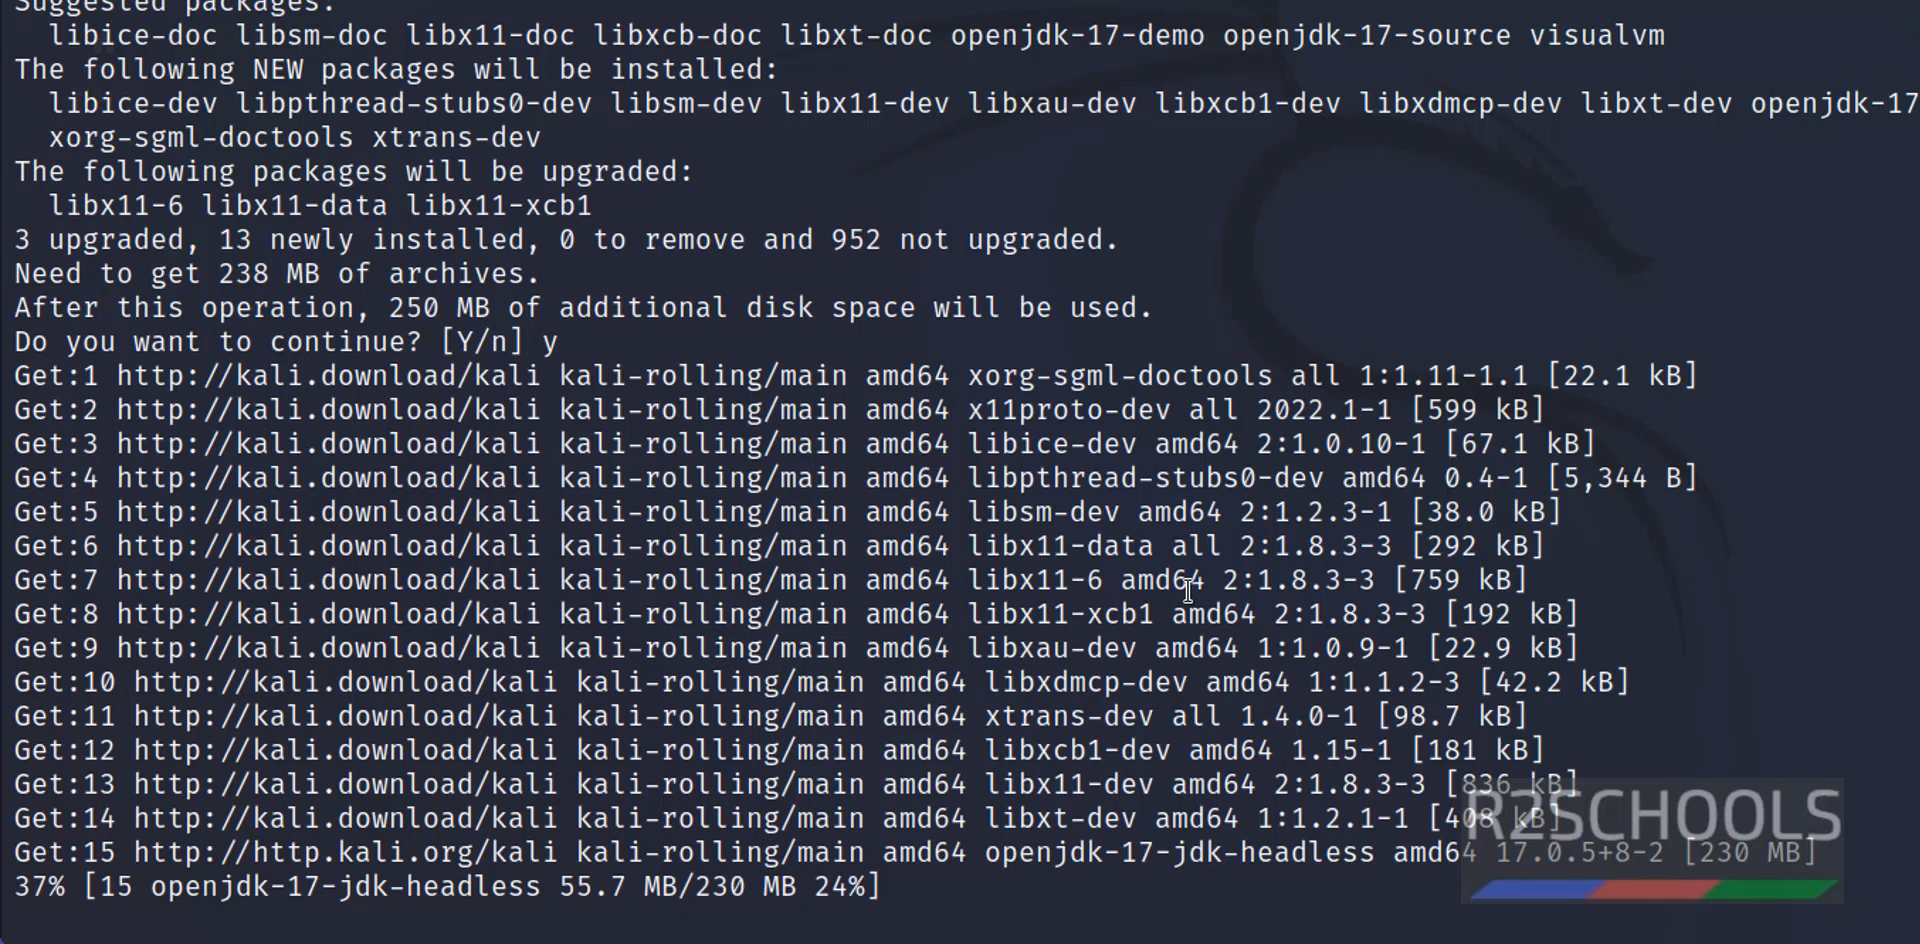 Suggested packages:
libice-doc libsm-doc libx11-doc libxcb-doc libxt-doc openjdk-17-demo openjdk-17-source visualvm
The following NEW packages will be installed:
libice-dev libpthread-stubs0-dev libsm-dev libx11-dev libxau-dev libxcb1-dev libxdmcp-dev libxt-dev openjdk-17
xorg-sgml-doctools xtrans-dev
The following packages will be upgraded:
libx11-6 libx11-data libx11-xcb1
3 upgraded, 13 newly installed, 0 to remove and 952 not upgraded.
Need to get 238 MB of archives.
After this operation, 250 MB of additional disk space will be used.
Do you want to continue? [Y/n] y
Get:1 http://kali.download/kali kali-rolling/main amd64 xorg-sgml-doctools all 1:1.11-1.1 [22.1 kB]
Get:2 http://kali.download/kali kali-rolling/main amd64 x11proto-dev all 2022.1-1 [599 kB]
Get:3 http://kali.download/kali kali-rolling/main amd64 libice-dev amd64 2:1.0.10-1 [67.1 kB]
Get:4 http://kali.download/kali kali-rolling/main amd64 libpthread-stubs0-dev amd64 0.4-1 [5,344 B]
Get:5 http://kali.download/kali kali-rolling/main amd64 libsm-dev amd64 2:1.2.3-1 [38.0 kB]
Get:6 http://kali.download/kali kali-rolling/main amd64 libx11-data all 2:1.8.3-3 [292 kB]
Get:7 http://kali.download/kali kali-rolling/main amd64 libx11-6 amd64 2:1.8.3-3 [759 kB]
Get:8 http://kali.download/kali kali-rolling/main amd64 libx11-xcb1 amd64 2:1.8.3-3 [192 kB]
Get:9 http://kali.download/kali kali-rolling/main amd64 libxau-dev amd64 1:1.0.9-1 [22.9 kB]
Get:10 http://kali.download/kali kali-rolling/main amd64 libxdmcp-dev amd64 1:1.1.2-3 [42.2 kB]
Get:11 http://kali.download/kali kali-rolling/main amd64 xtrans-dev all 1.4.0-1 [98.7 kB]
Get:12 http://kali.download/kali kali-rolling/main amd64 libxcb1-dev amd64 1.15-1 [181 kB]
Get:13 http://kali.download/kali kali-rolling/main amd64 libx11-dev amd64 2:1.8.3-3 [836 kB]
Get:14 http://kali.download/kali kali-rolling/main amd64 libxt-dev amd64 1:1.2.1-1 [408 kB]
R2SCHOOLS
Get:15 http://http.kali.org/kali kali-rolling/main amd64 openjdk-17-jdk-headless amd64 17.0.5+8-2 [230 MB]
37% [15 openjdk-17-jdk-headless 55.7 MB/230 MB 24%]